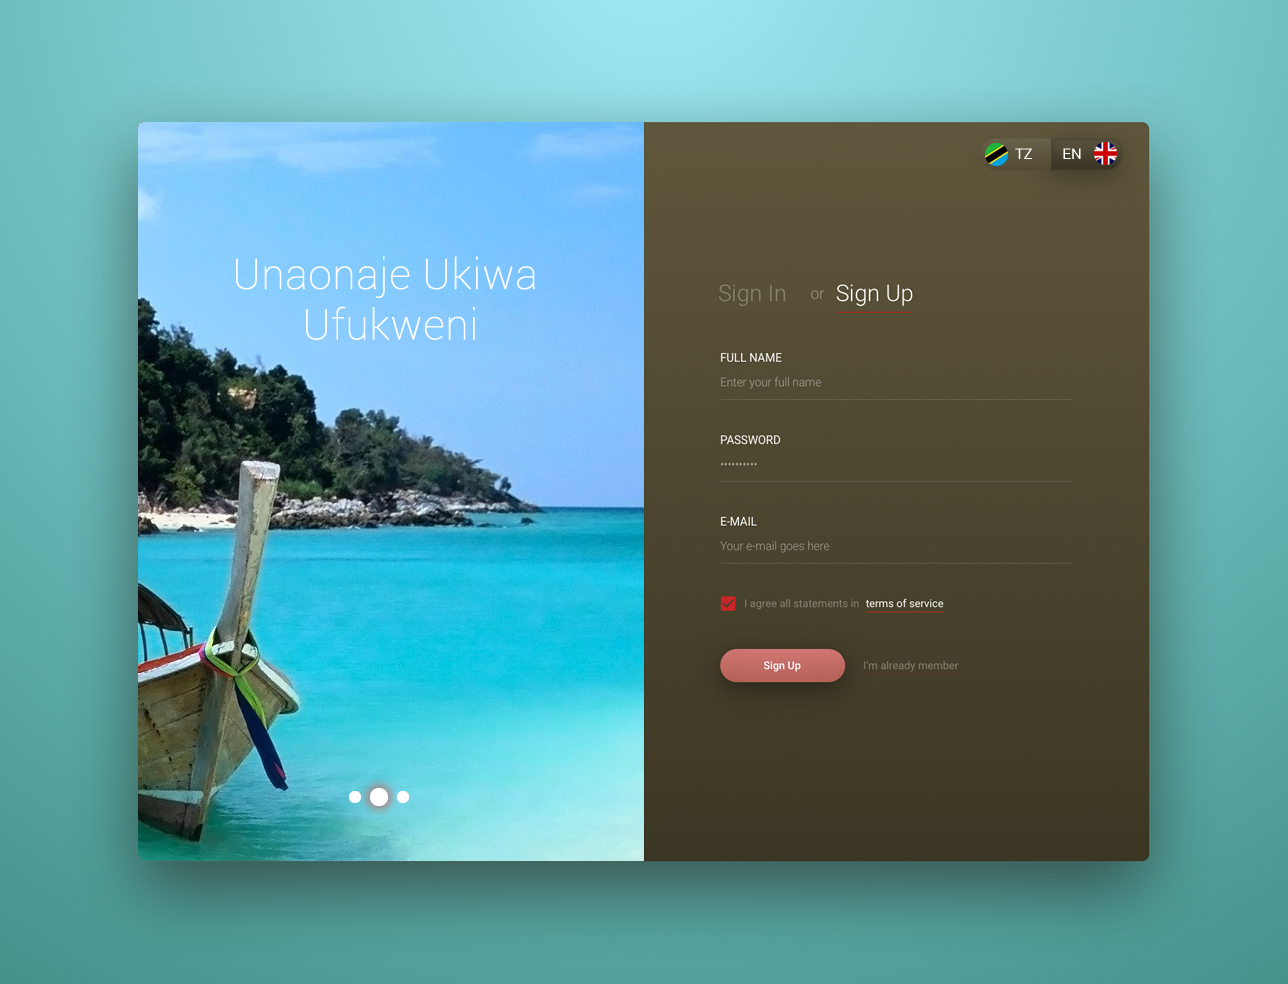 Unaonaje Ukiwa
Ufukweni
TZ EN
Sign In or Sign Up
FULL NAME
Enter your full name
PASSWORD
••••••••••
E-MAIL
Your e-mail goes here
I agree all statements in terms of service
Sign Up I'm already member